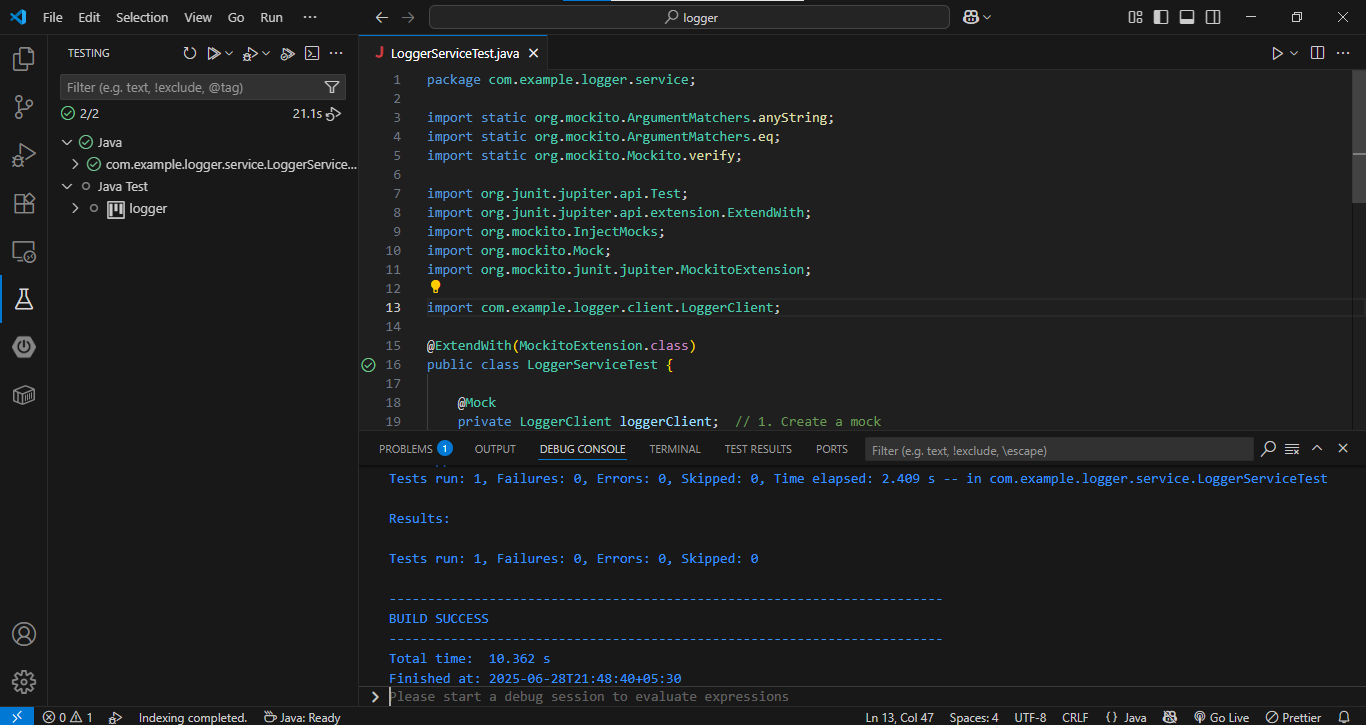 File Edit Selection View Go Run ···
logger
TESTING
Filter (e.g. text, !exclude, @tag)
2/2 21.1s
Java
com.example.logger.service.LoggerService...
Java Test
logger
LoggerServiceTest.java
1 package com.example.logger.service;
2
3 import static org.mockito.ArgumentMatchers.anyString;
4 import static org.mockito.ArgumentMatchers.eq;
5 import static org.mockito.Mockito.verify;
6
7 import org.junit.jupiter.api.Test;
8 import org.junit.jupiter.api.extension.ExtendWith;
9 import org.mockito.InjectMocks;
10 import org.mockito.Mock;
11 import org.mockito.junit.jupiter.MockitoExtension;
12
13 import com.example.logger.client.LoggerClient;
14
15 @ExtendWith(MockitoExtension.class)
16 public class LoggerServiceTest {
17
18 @Mock
19 private LoggerClient loggerClient; // 1. Create a mock
PROBLEMS 1 OUTPUT DEBUG CONSOLE TERMINAL TEST RESULTS PORTS Filter (e.g. text, !exclude, \escape)
Tests run: 1, Failures: 0, Errors: 0, Skipped: 0, Time elapsed: 2.409 s -- in com.example.logger.service.LoggerServiceTest
Results:
Tests run: 1, Failures: 0, Errors: 0, Skipped: 0
------------------------------------------------------------------------
BUILD SUCCESS
------------------------------------------------------------------------
Total time:  10.362 s
Finished at: 2025-06-28T21:48:40+05:30
Please start a debug session to evaluate expressions
0 1 Indexing completed. Java: Ready Ln 13, Col 47 Spaces: 4 UTF-8 CRLF {} Java Go Live Prettier